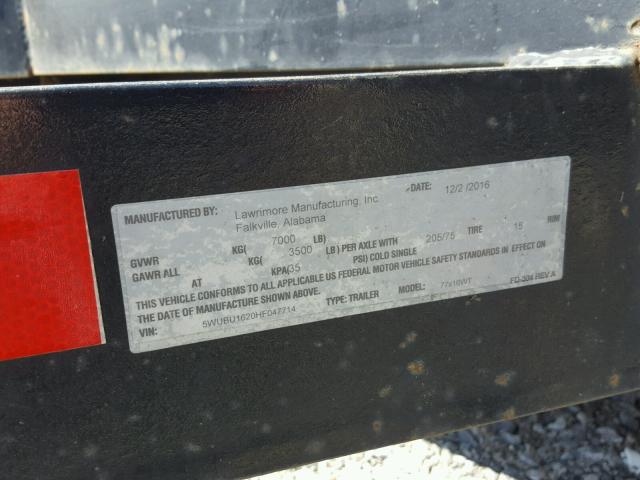 MANUFACTURED BY: Lawrimore Manufacturing, Inc. DATE: 12/2 /2016
Falkville, Alabama
GVWR KG( 7000 LB)
GAWR ALL KG( 3500 LB) PER AXLE WITH 205/75 TIRE 15 RIM
AT KPA(35 PSI) COLD SINGLE
THIS VEHICLE CONFORMS TO ALL APPLICABLE US FEDERAL MOTOR VEHICLE SAFETY STANDARDS IN EFFECT ON
THE DATE OF MANUFACTURE SHOWN ABOVE.
VIN: 5WUBU1620HF047714 TYPE: TRAILER MODEL: 77x16WT FD-304 REV A